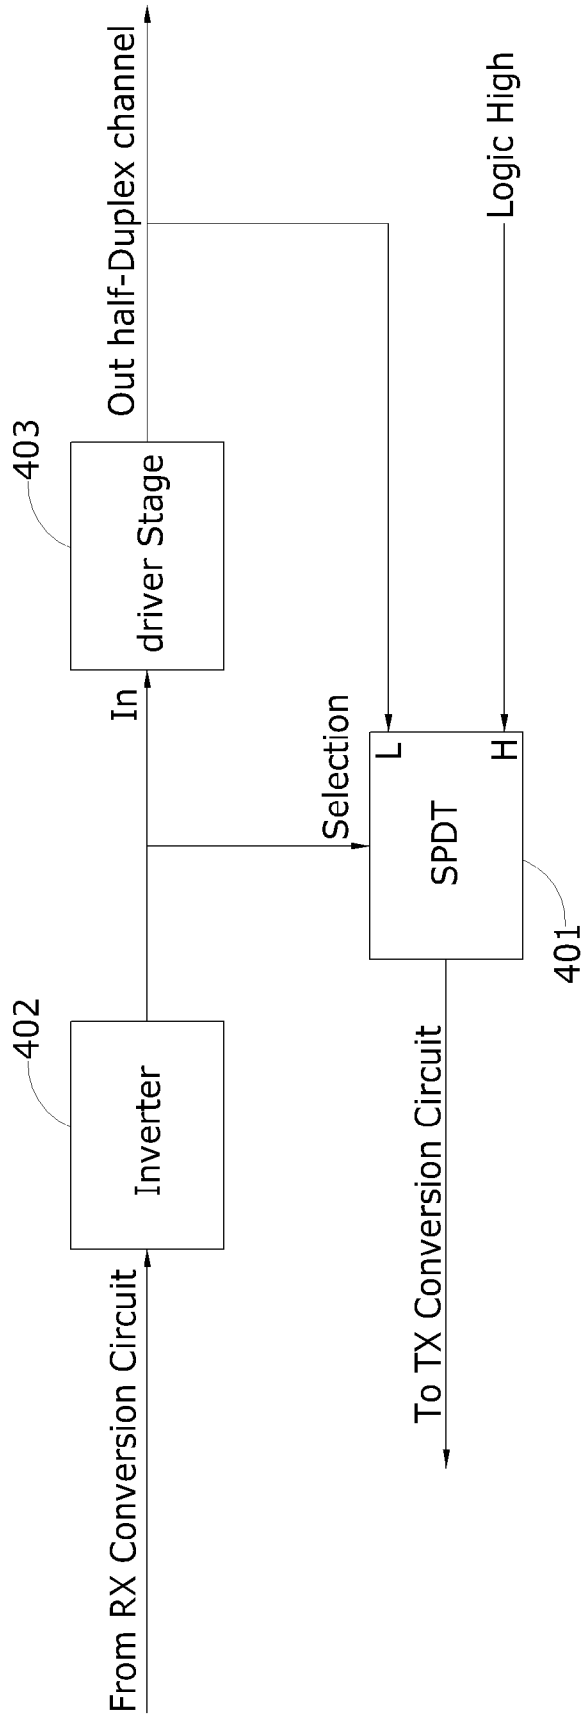 403
Out half-Duplex channel
402
In
driver Stage
From RX Conversion Circuit
Inverter
Selection
L
H
Logic High
SPDT
To TX Conversion Circuit
401